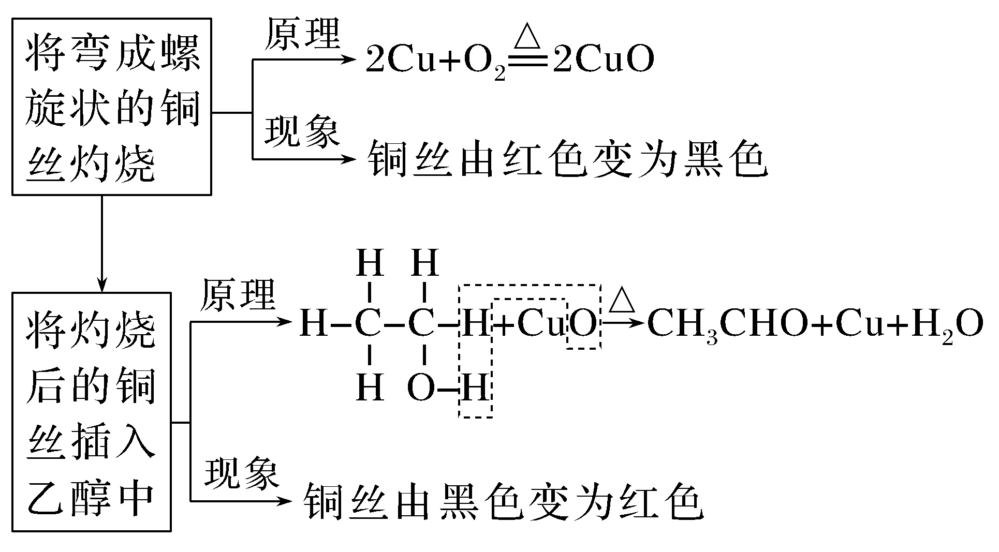 将弯成螺
旋状的铜
丝灼烧
原理
2Cu+O₂ △══ 2CuO
现象
铜丝由红色变为黑色
将灼烧
后的铜
丝插入
乙醇中
原理
H H
H—C—C—H+CuO △→ CH₃CHO+Cu+H₂O
H O—H
现象
铜丝由黑色变为红色